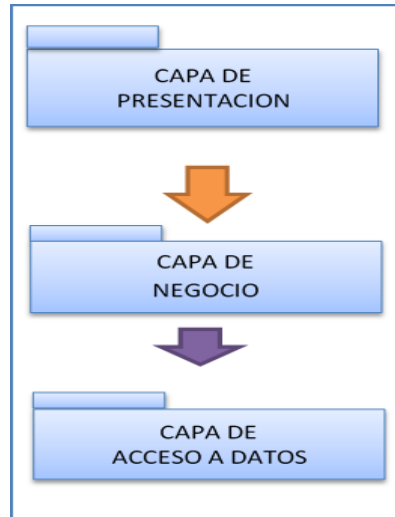 CAPA DE
PRESENTACION
CAPA DE
NEGOCIO
CAPA DE
ACCESO A DATOS